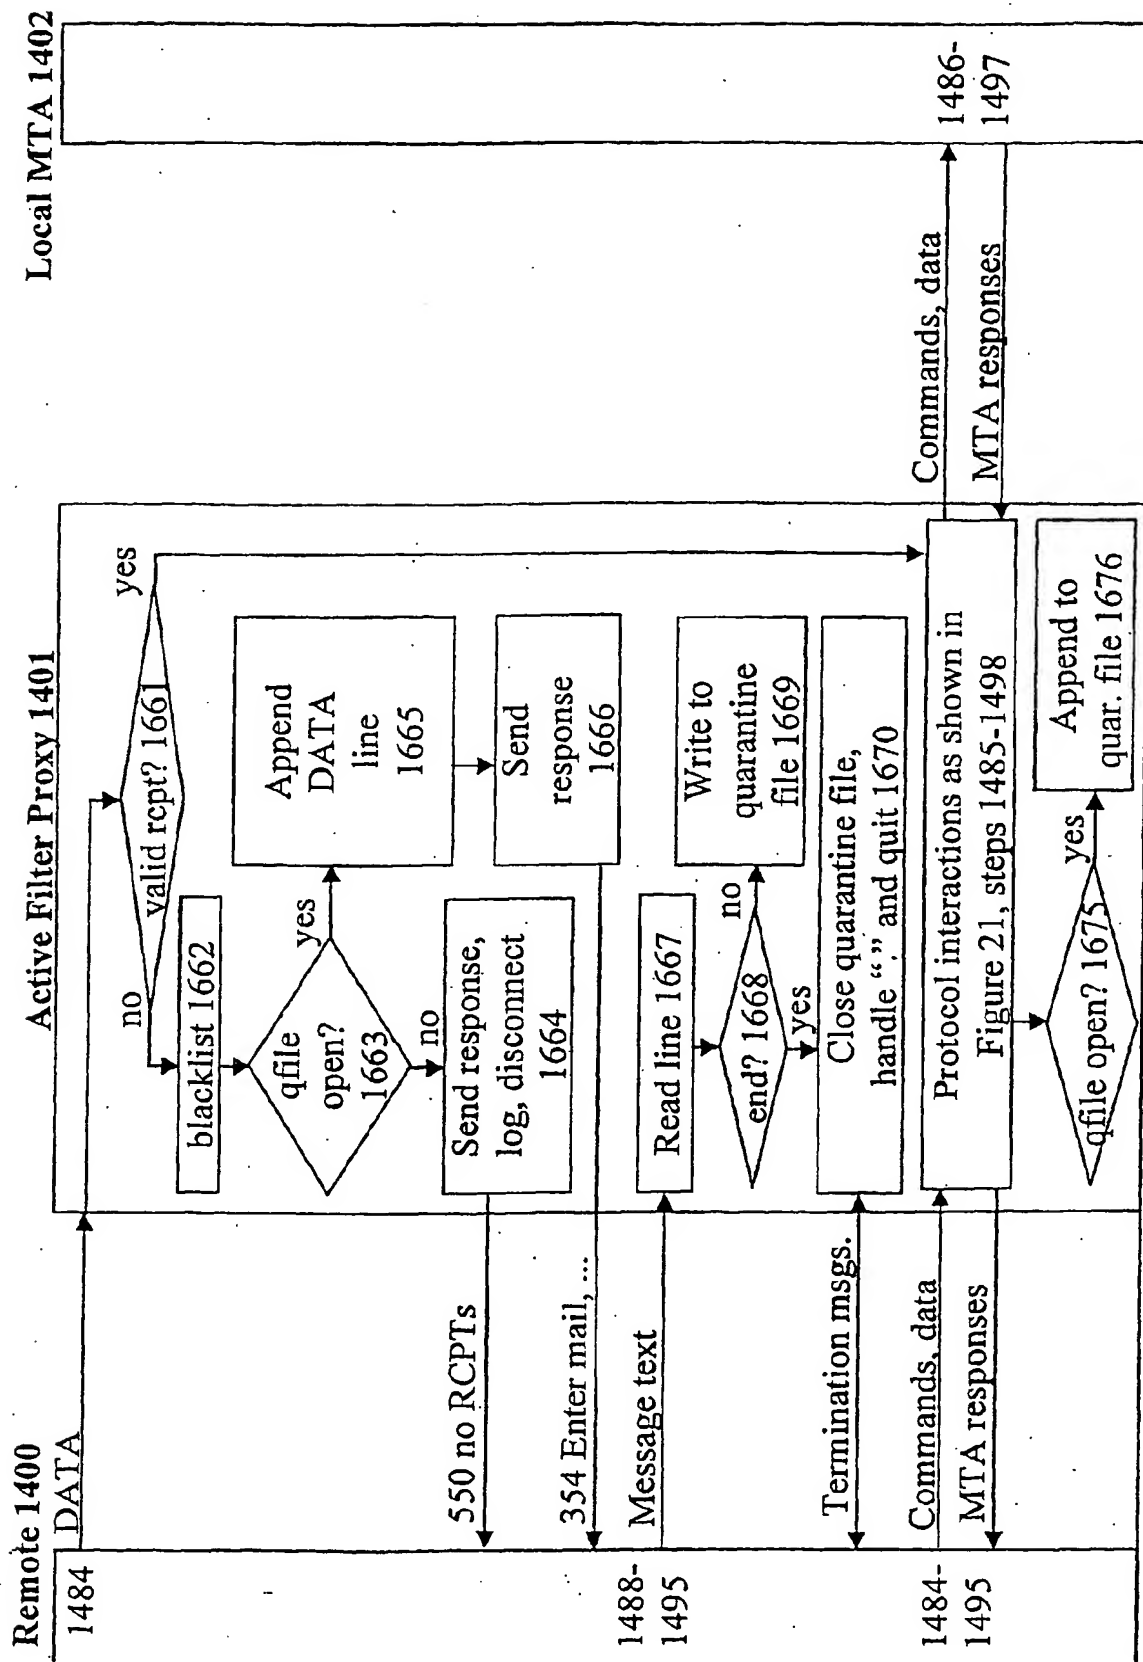 Remote 1400
Active Filter Proxy 1401
Local MTA 1402
1484
DATA
valid rcpt? 1661
yes
no
blacklist 1662
qfile
open?
1663
yes
no
Append
DATA
line
1665
Send response,
log, disconnect
1664
Send
response
1666
550 no RCPTs
354 Enter mail, ...
1488-
1495
Message text
Read line 1667
end? 1668
no
yes
Write to
quarantine
file 1669
Close quarantine file,
handle “.” and quit 1670
Termination msgs.
1484-
1495
Commands, data
MTA responses
Protocol interactions as shown in
Figure 21, steps 1485-1498
Commands, data
MTA responses
1486-
1497
qfile open? 1675
yes
Append to
quar. file 1676